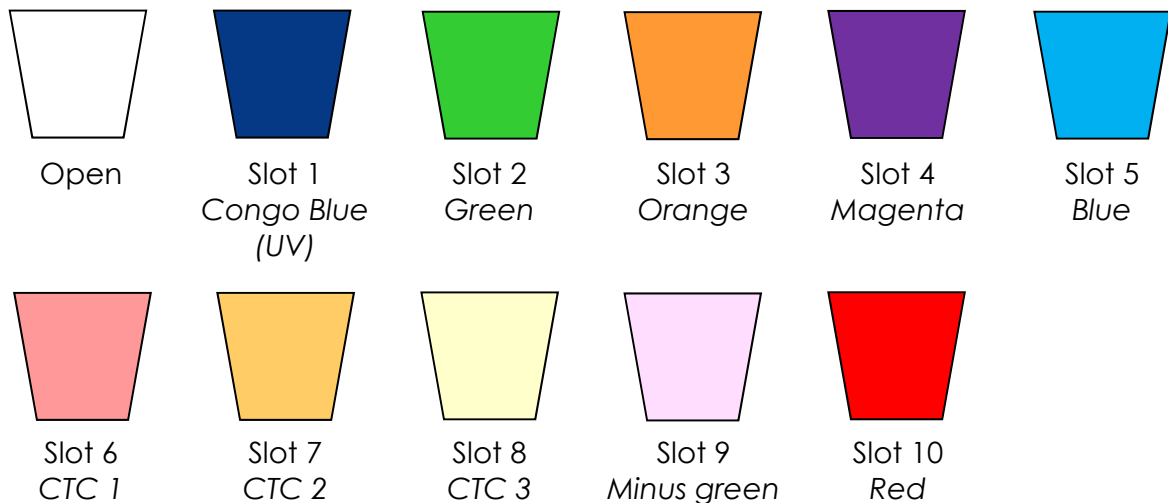 Open
Slot 1
Congo Blue
(UV)
Slot 2
Green
Slot 3
Orange
Slot 4
Magenta
Slot 5
Blue
Slot 6
CTC 1
Slot 7
CTC 2
Slot 8
CTC 3
Slot 9
Minus green
Slot 10
Red